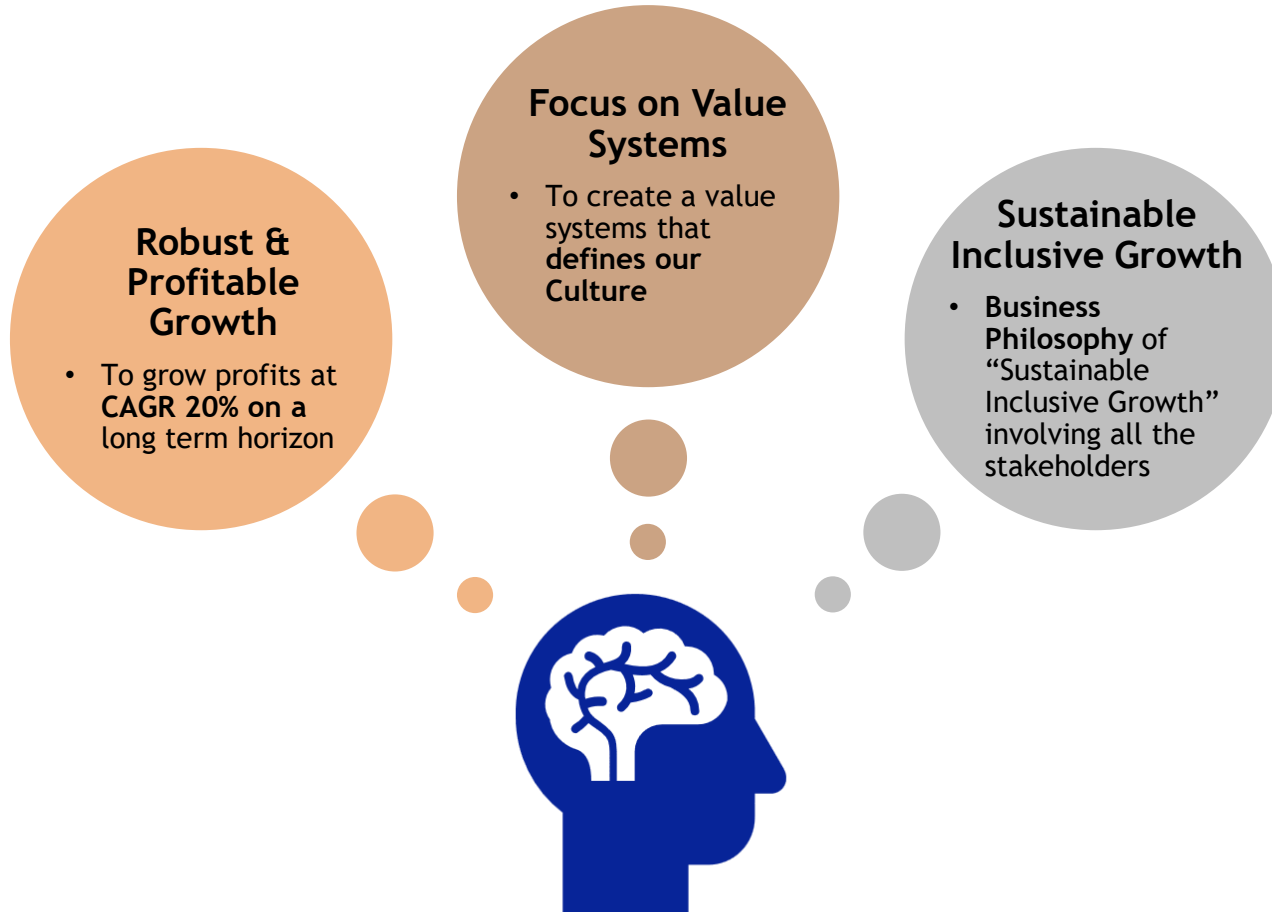 Robust &
Profitable
Growth
• To grow profits at
CAGR 20% on a
long term horizon
Focus on Value
Systems
• To create a value
systems that
defines our
Culture
Sustainable
Inclusive Growth
• Business
Philosophy of
“Sustainable
Inclusive Growth”
involving all the
stakeholders